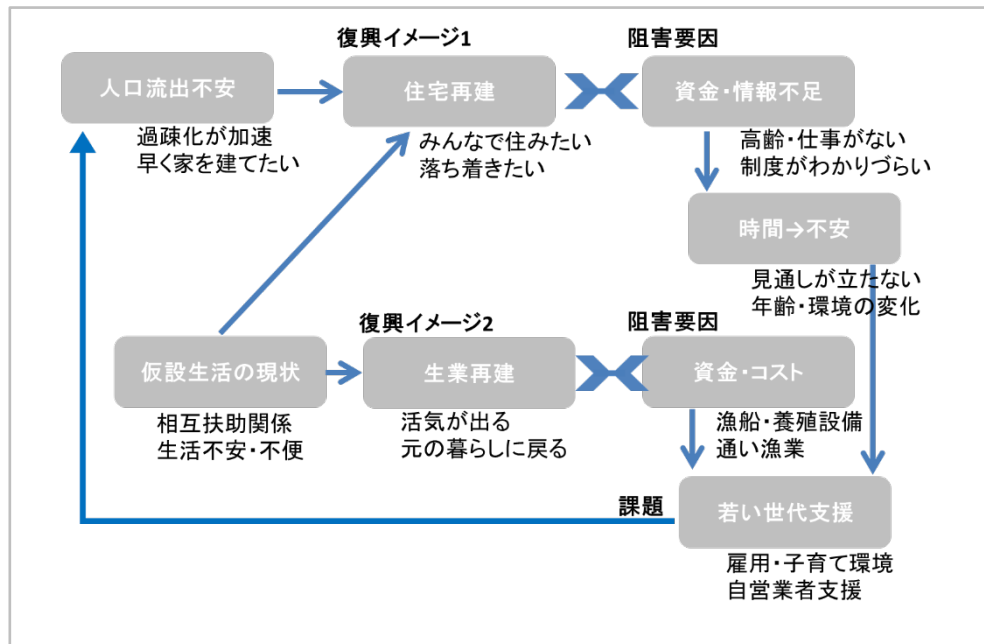 復興イメージ1
阻害要因
人口流出不安
住宅再建
資金・情報不足
過疎化が加速
早く家を建てたい
みんなで住みたい
落ち着きたい
高齢・仕事がない
制度がわかりづらい
時間→不安
見通しが立たない
年齢・環境の変化
復興イメージ2
阻害要因
仮設生活の現状
生業再建
資金・コスト
相互扶助関係
生活不安・不便
活気が出る
元の暮らしに戻る
漁船・養殖設備
通い漁業
課題
若い世代支援
雇用・子育て環境
自営業者支援